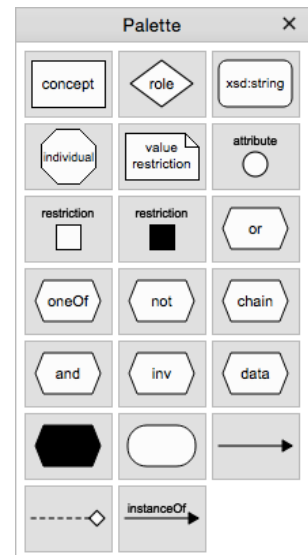 Palette ×
concept
role
xsd:string
individual
value
restriction
attribute
restriction
restriction
or
oneOf
not
chain
and
inv
data
instanceOf